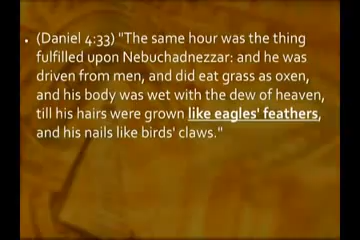 • (Daniel 4:33) "The same hour was the thing
fulfilled upon Nebuchadnezzar: and he was
driven from men, and did eat grass as oxen,
and his body was wet with the dew of heaven,
till his hairs were grown like eagles' feathers,
and his nails like birds' claws."